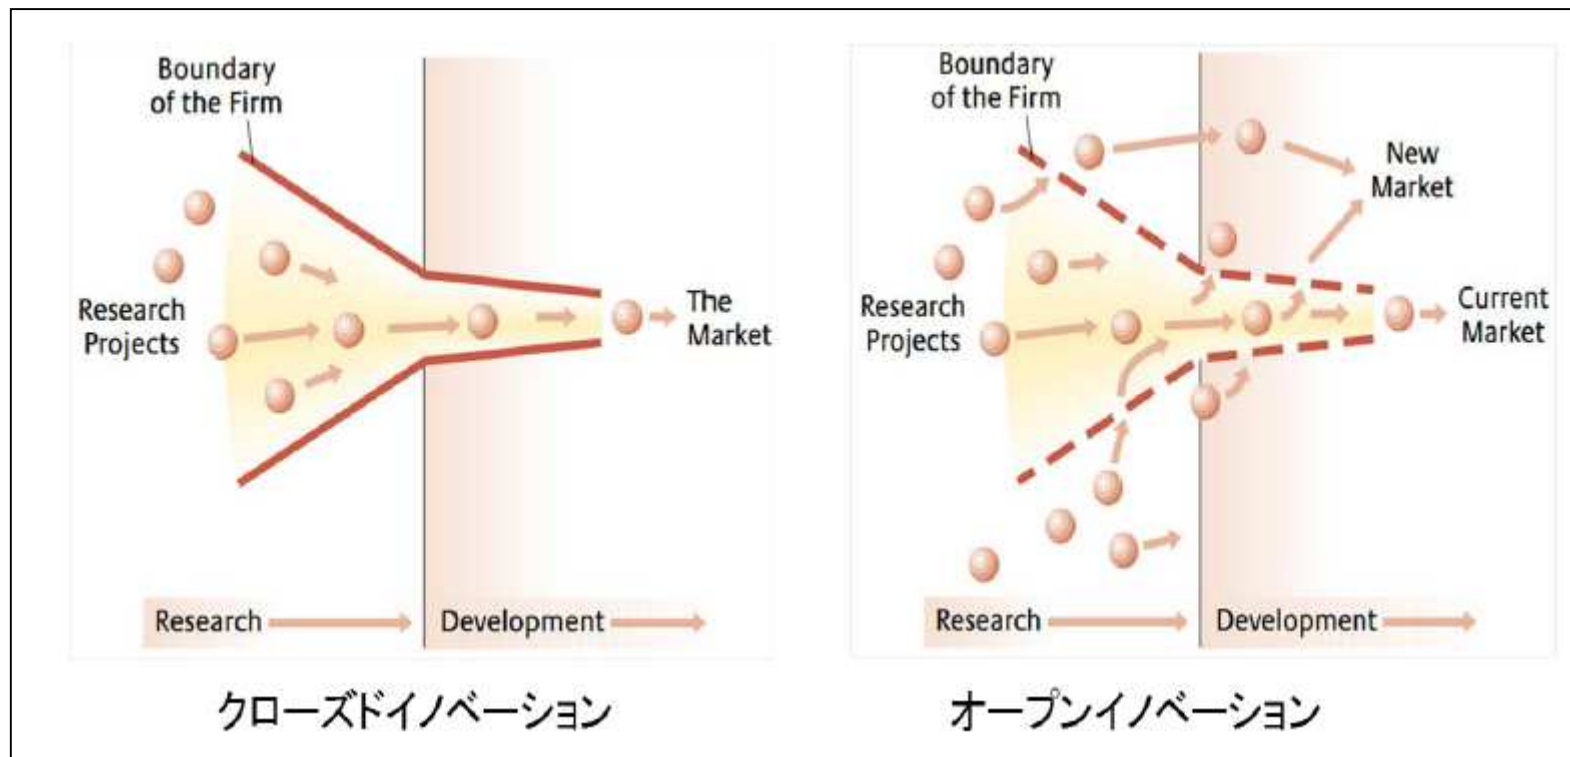 Boundary
of the Firm
Research
Projects
The
Market
Research
Development
クローズドイノベーション
Boundary
of the Firm
New
Market
Research
Projects
Current
Market
Research
Development
オープンイノベーション